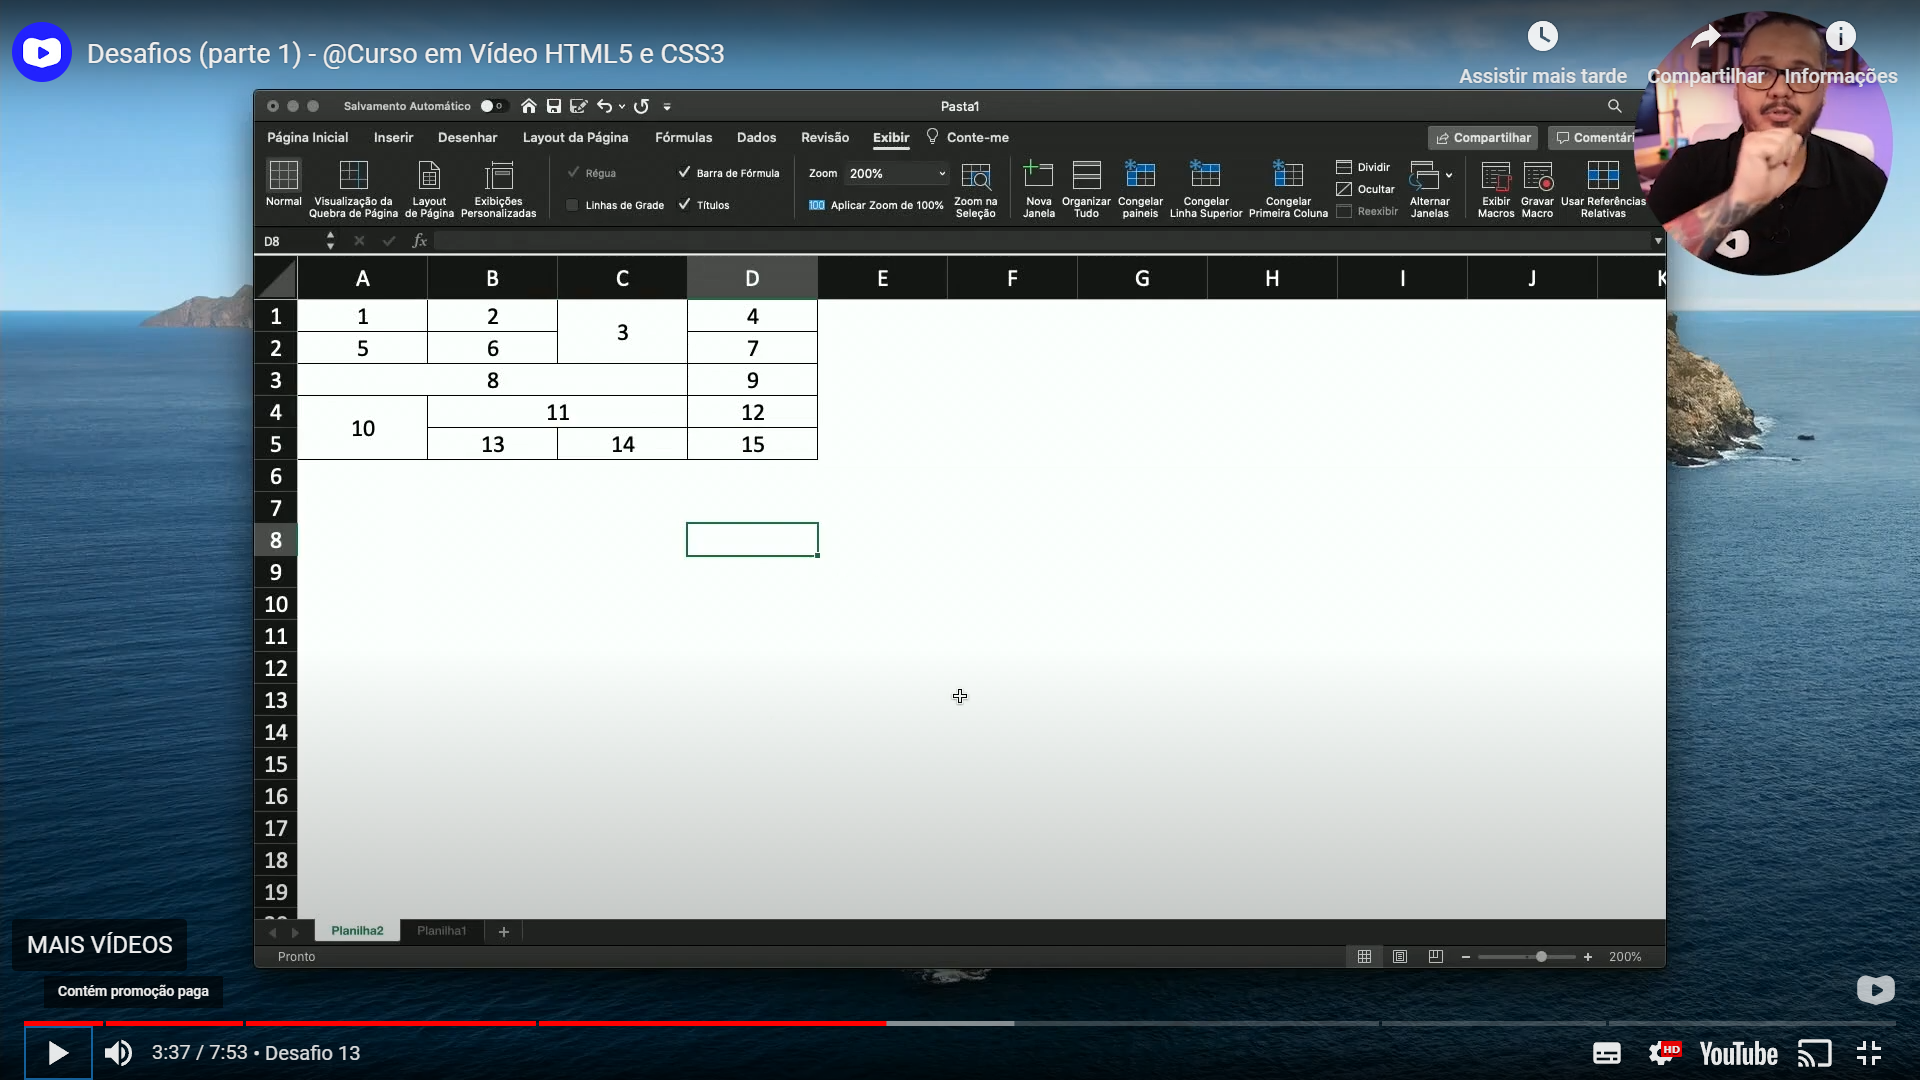 Desafios (parte 1) - @Curso em Vídeo HTML5 e CSS3
Assistir mais tarde
Compartilhar
Informações
Salvamento Automático
Pasta1
Página Inicial Inserir Desenhar Layout da Página Fórmulas Dados Revisão Exibir Conte-me
Compartilhar
Normal
Visualização da Quebra de Página
Layout de Página
Exibições Personalizadas
Régua
Barra de Fórmula
Linhas de Grade
Títulos
Zoom 200%
100 Aplicar Zoom de 100%
Zoom na Seleção
Nova Janela
Organizar Tudo
Congelar paineis
Congelar Linha Superior
Congelar Primeira Coluna
Dividir
Ocultar
Reexibir
Alternar Janelas
Exibir Macros
Gravar Macro
Usar Referências Relativas
D8 fx
A B C D E F G H I J K
1 1 2 3 4
2 5 6 7
3 8 9
4 10 11 12
5 13 14 15
6
7
8
9
10
11
12
13
14
15
16
17
18
19
Planilha2 Planilha1 +
Pronto
200%
MAIS VÍDEOS
Contém promoção paga
3:37 / 7:53 • Desafio 13
HD
YouTube